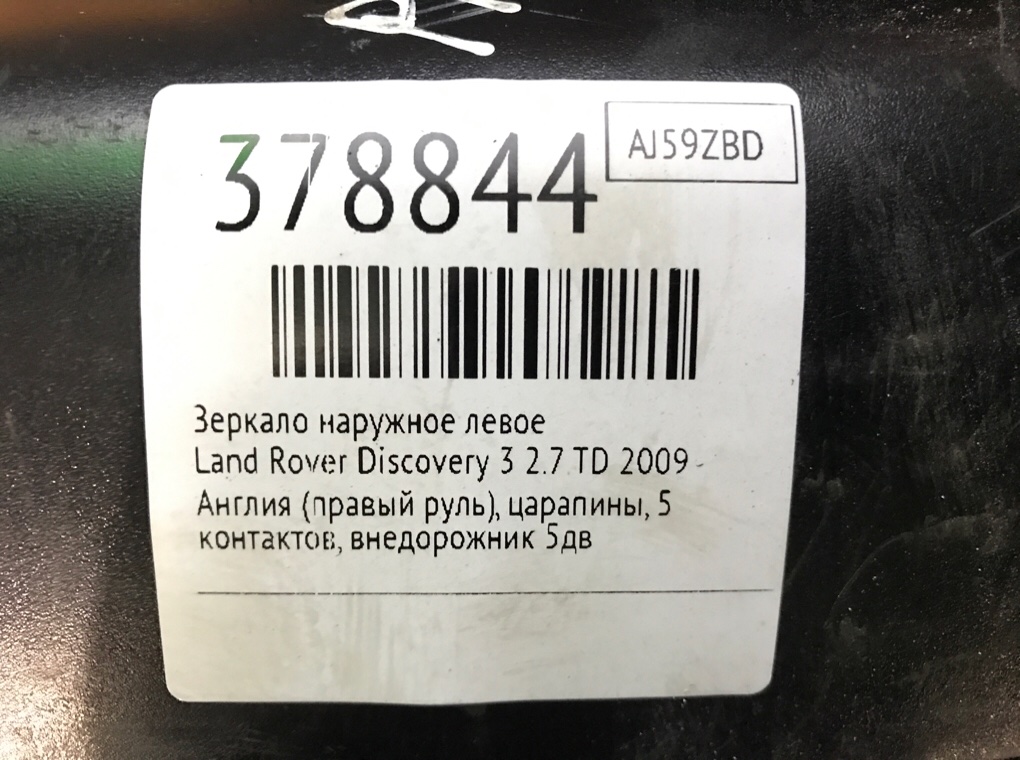 378844
AJ59ZBD
Зеркало наружное левое
Land Rover Discovery 3 2.7 TD 2009 -
Англия (правый руль), царапины, 5
контактов, внедорожник 5дв